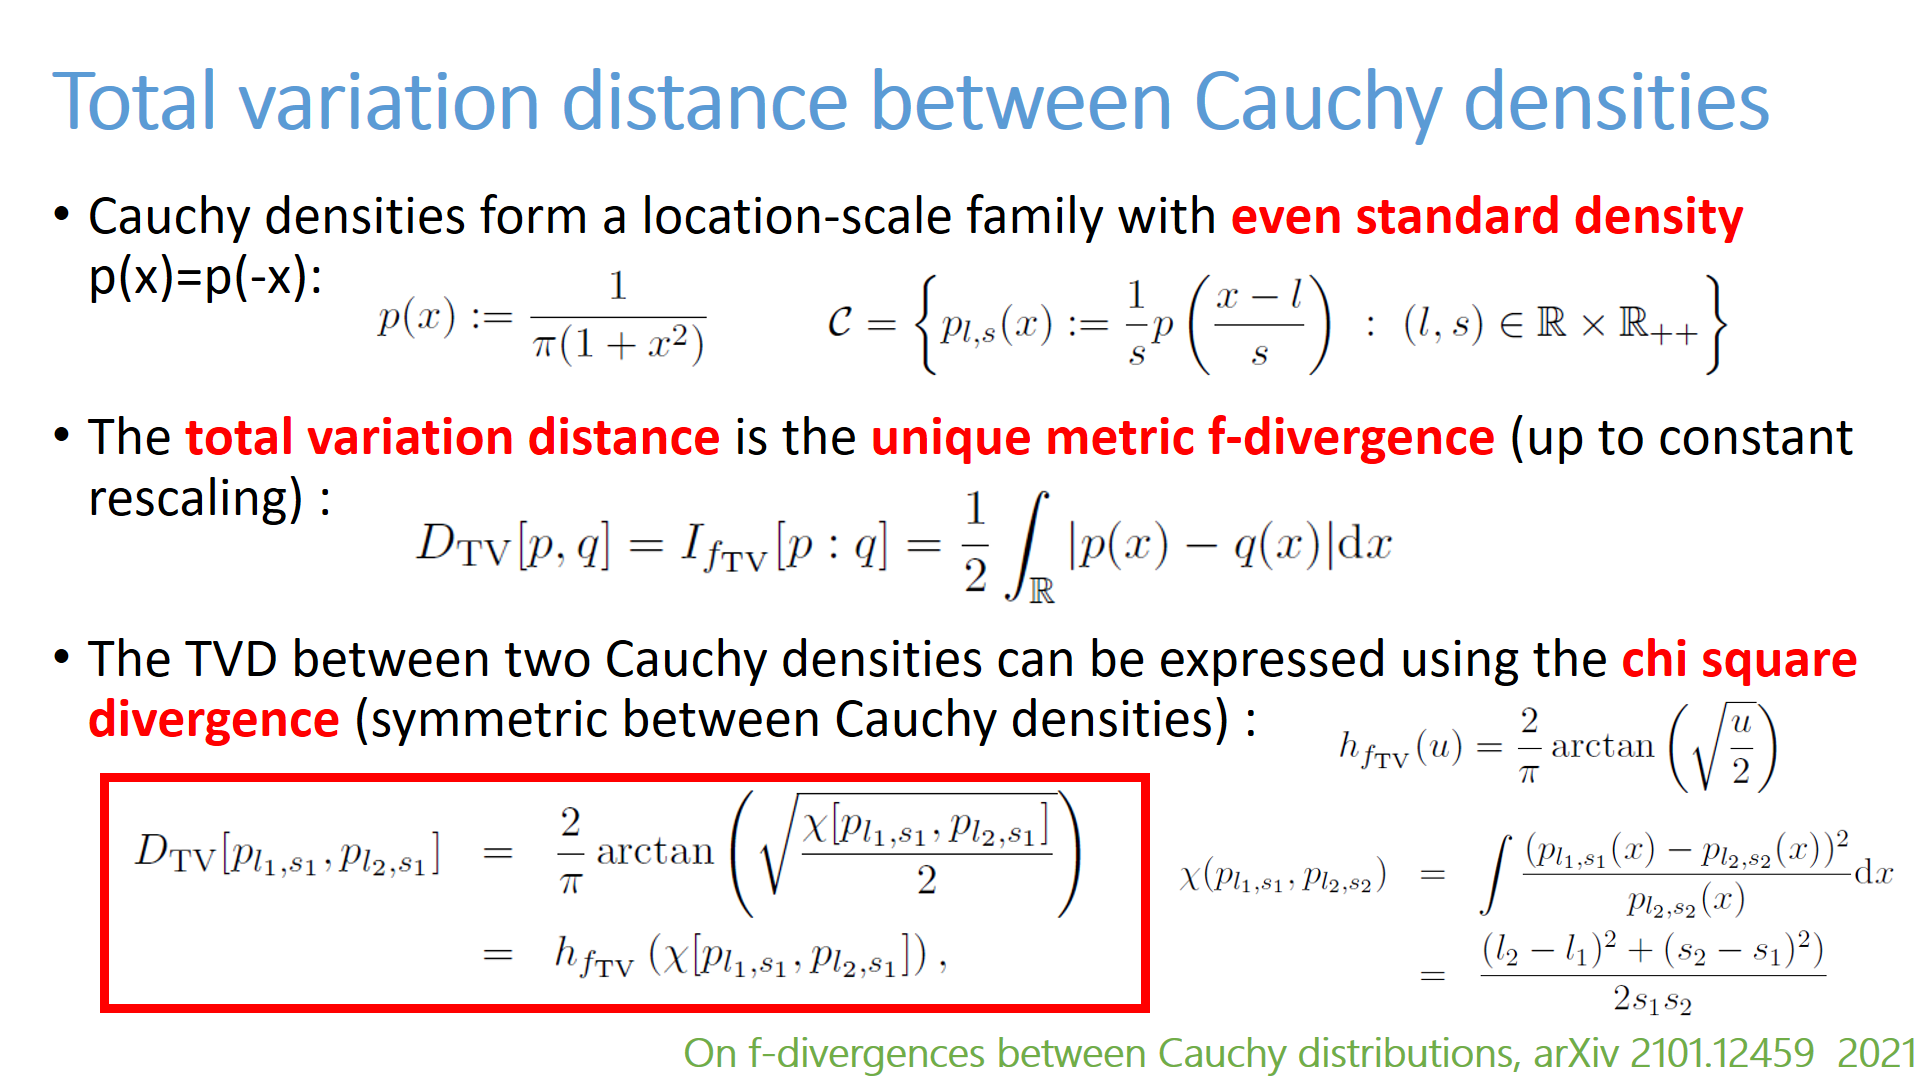 Total variation distance between Cauchy densities
• Cauchy densities form a location-scale family with even standard density
p(x)=p(-x):
p(x) := \frac{1}{\pi(1+x^2)}
\mathcal{C} = \left\{ p_{l,s}(x) := \frac{1}{s} p\left(\frac{x-l}{s}\right) : (l,s) \in \mathbb{R} \times \mathbb{R}_{++} \right\}
• The total variation distance is the unique metric f-divergence (up to constant
rescaling) :
D_{\mathrm{TV}}[p,q] = I_{f_{\mathrm{TV}}}[p:q] = \frac{1}{2} \int_{\mathbb{R}} |p(x) - q(x)| \mathrm{d}x
• The TVD between two Cauchy densities can be expressed using the chi square
divergence (symmetric between Cauchy densities) :
h_{f_{\mathrm{TV}}}(u) = \frac{2}{\pi} \arctan\left(\sqrt{\frac{u}{2}}\right)
D_{\mathrm{TV}}[p_{l_1,s_1}, p_{l_2,s_1}] = \frac{2}{\pi} \arctan\left(\sqrt{\frac{\chi[p_{l_1,s_1}, p_{l_2,s_1}]}{2}}\right)
= h_{f_{\mathrm{TV}}}\left(\chi[p_{l_1,s_1}, p_{l_2,s_1}]\right),
\chi(p_{l_1,s_1}, p_{l_2,s_2}) = \int \frac{(p_{l_1,s_1}(x) - p_{l_2,s_2}(x))^2}{p_{l_2,s_2}(x)} \mathrm{d}x
= \frac{(l_2-l_1)^2 + (s_2-s_1)^2)}{2s_1s_2}
On f-divergences between Cauchy distributions, arXiv 2101.12459 2021